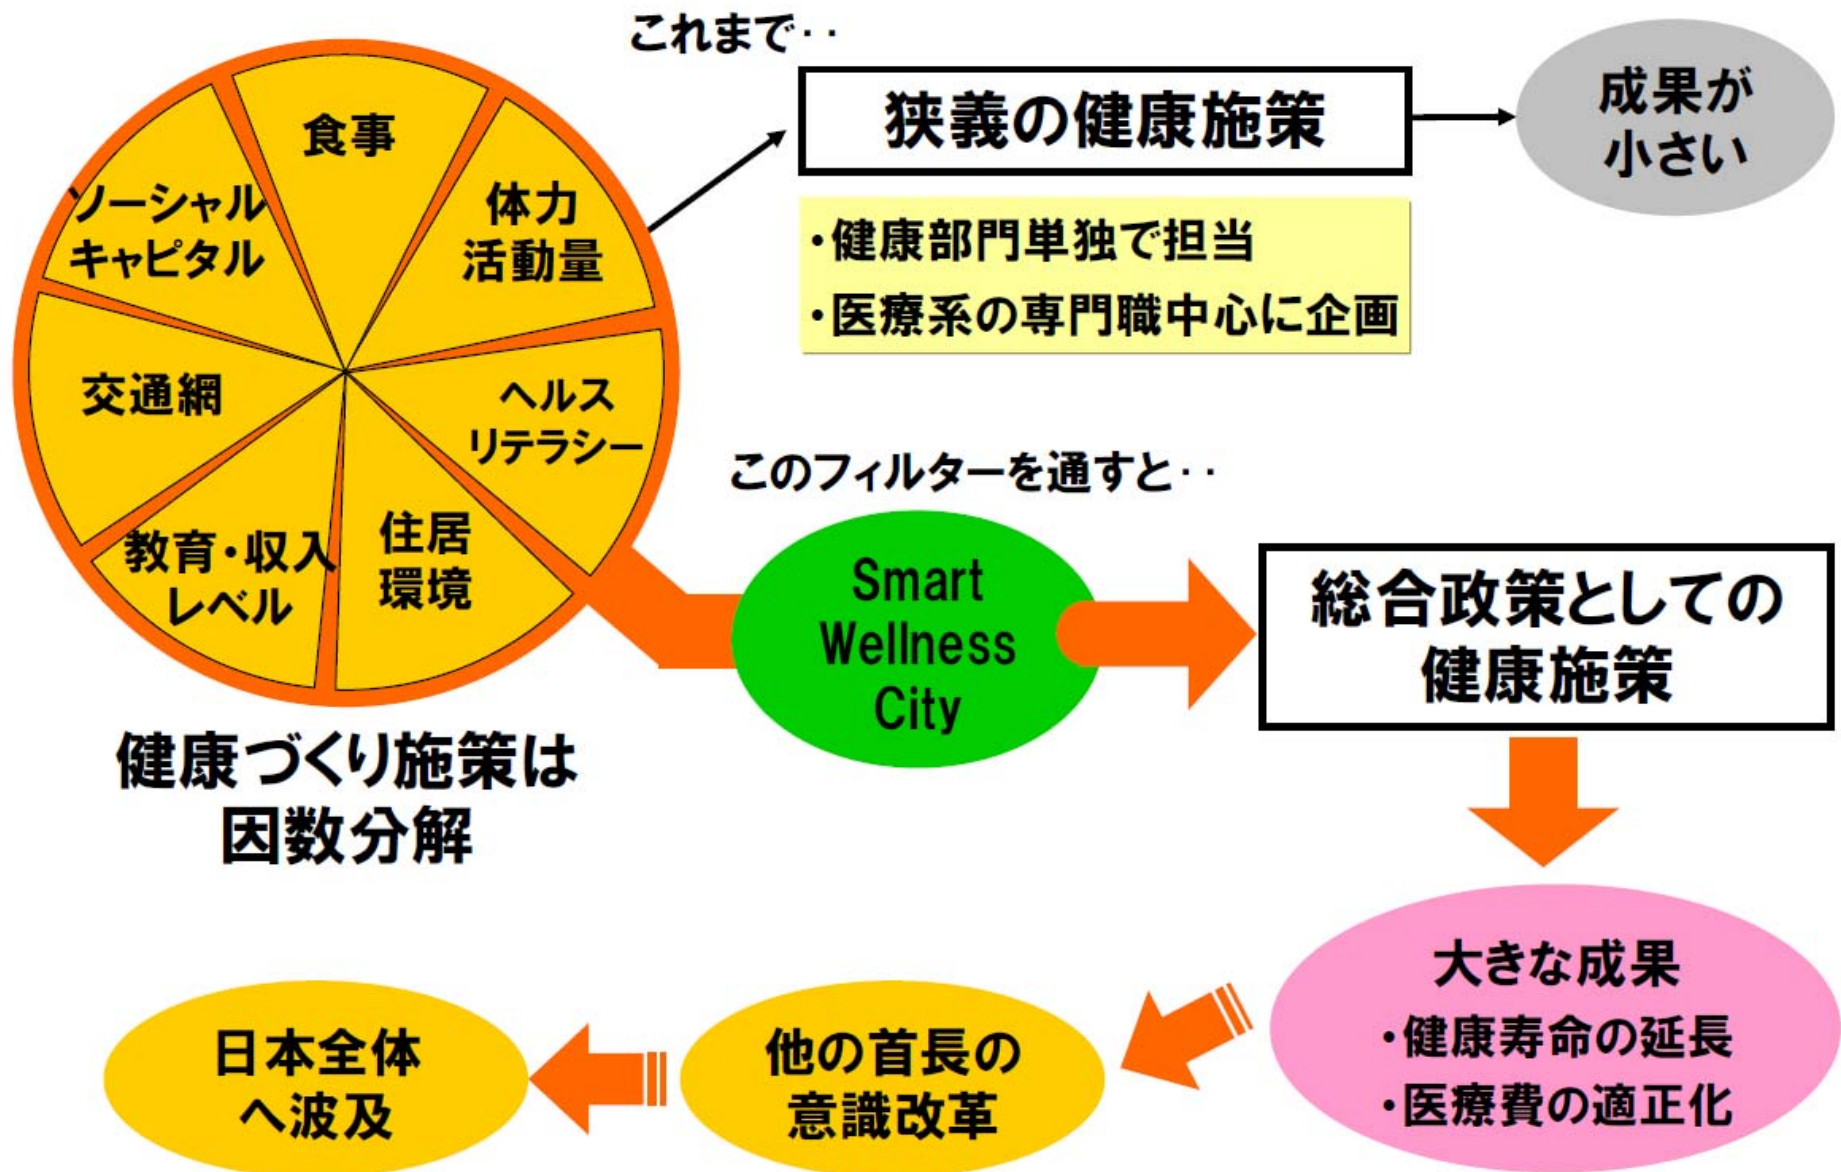 これまで‥
狭義の健康施策
成果が
小さい
・健康部門単独で担当
・医療系の専門職中心に企画
食事
体力
活動量
ヘルス
リテラシー
住居
環境
教育・収入
レベル
交通網
ソーシャル
キャピタル
健康づくり施策は
因数分解
このフィルターを通すと‥
Smart
Wellness
City
総合政策としての
健康施策
大きな成果
・健康寿命の延長
・医療費の適正化
他の首長の
意識改革
日本全体
へ波及